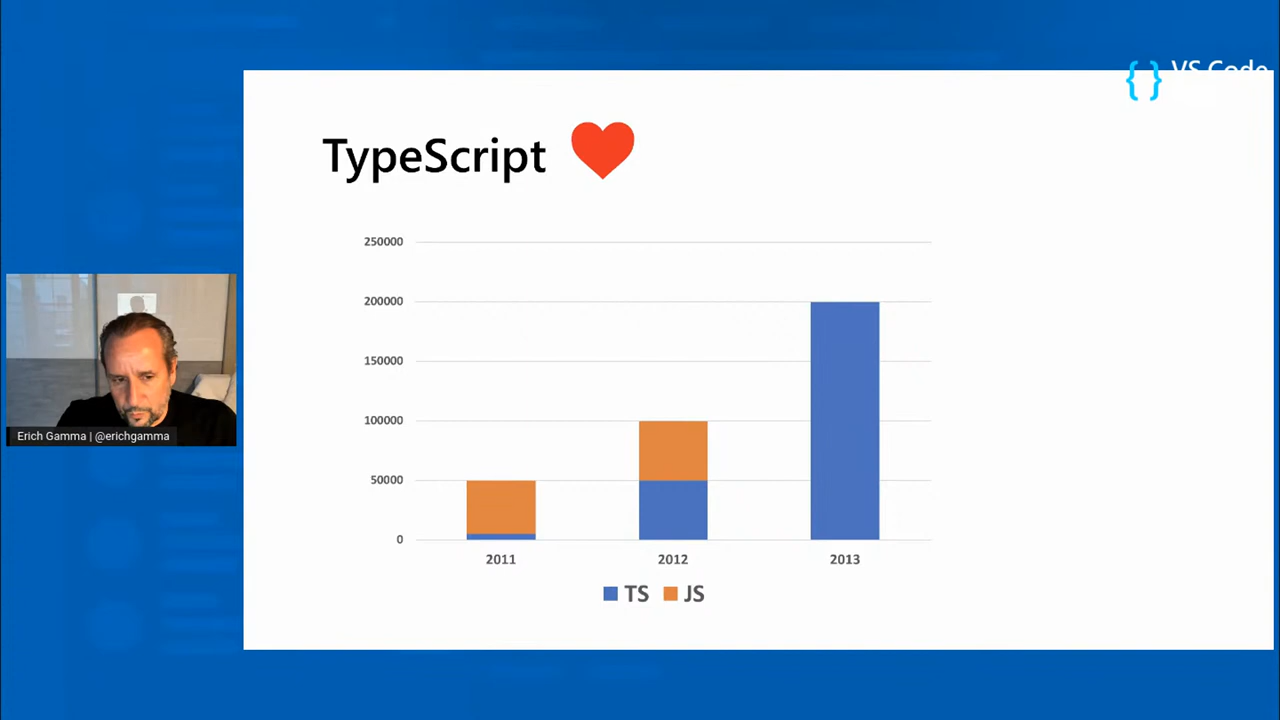 VS Code
TypeScript
250000
200000
150000
100000
50000
0
2011 2012 2013
TS JS
Erich Gamma | @erichgamma